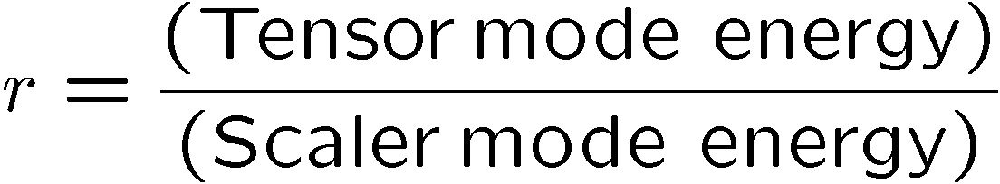 r = (Tensor mode energy)
(Scaler mode energy)